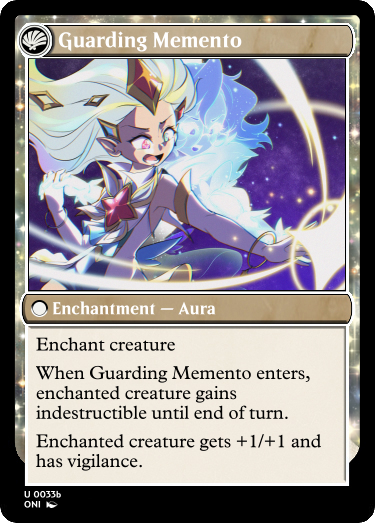 Guarding Memento
Enchantment — Aura
Enchant creature
When Guarding Memento enters,
enchanted creature gains
indestructible until end of turn.
Enchanted creature gets +1/+1 and
has vigilance.
U 0033b
ONI